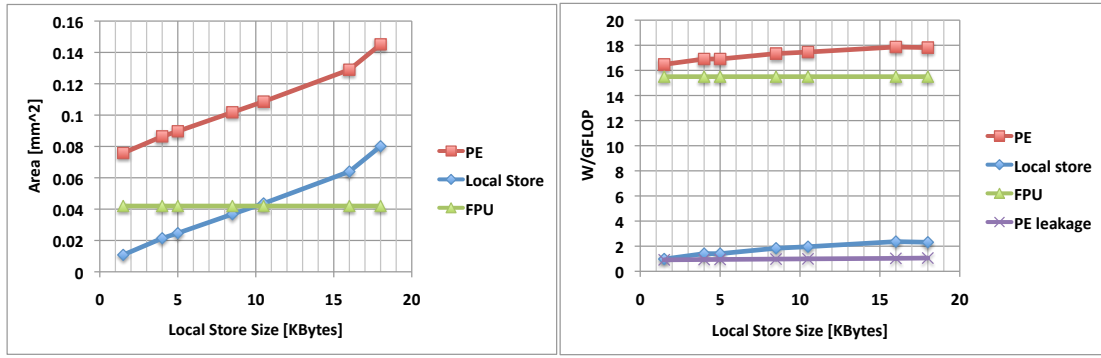 0.16
0.14
0.12
0.1
0.08
0.06
0.04
0.02
0
Area [mm^2]
0 5 10 15 20
Local Store Size [KBytes]
PE
Local Store
FPU
20
18
16
14
12
10
8
6
4
2
0
W/GFLOP
0 5 10 15 20
Local Store Size [KBytes]
PE
Local store
FPU
PE leakage